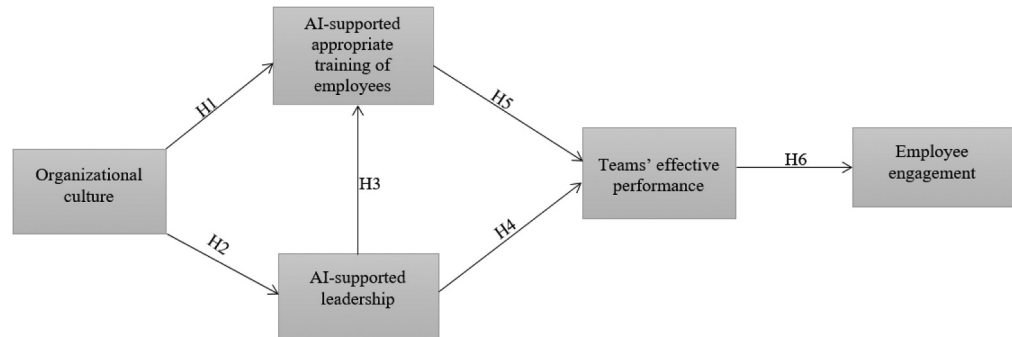 AI-supported
appropriate
training of
employees
H1
H5
Organizational
culture
H3
Teams’ effective
performance
H6
Employee
engagement
H2
H4
AI-supported
leadership